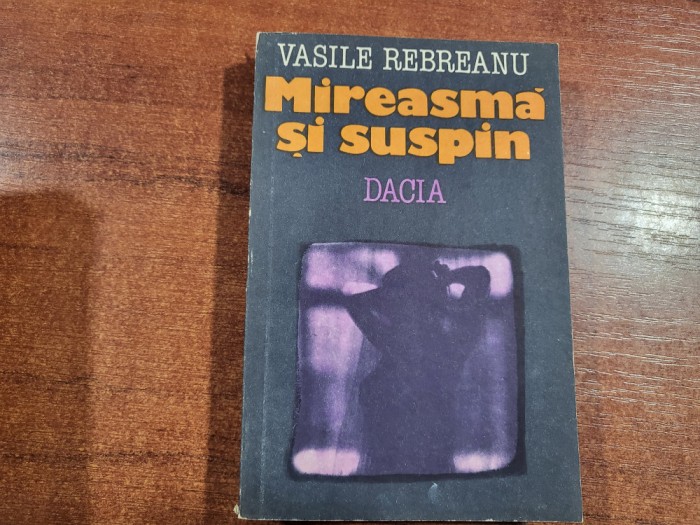 VASILE REBREANU
Mireasmă
și suspin
DACIA